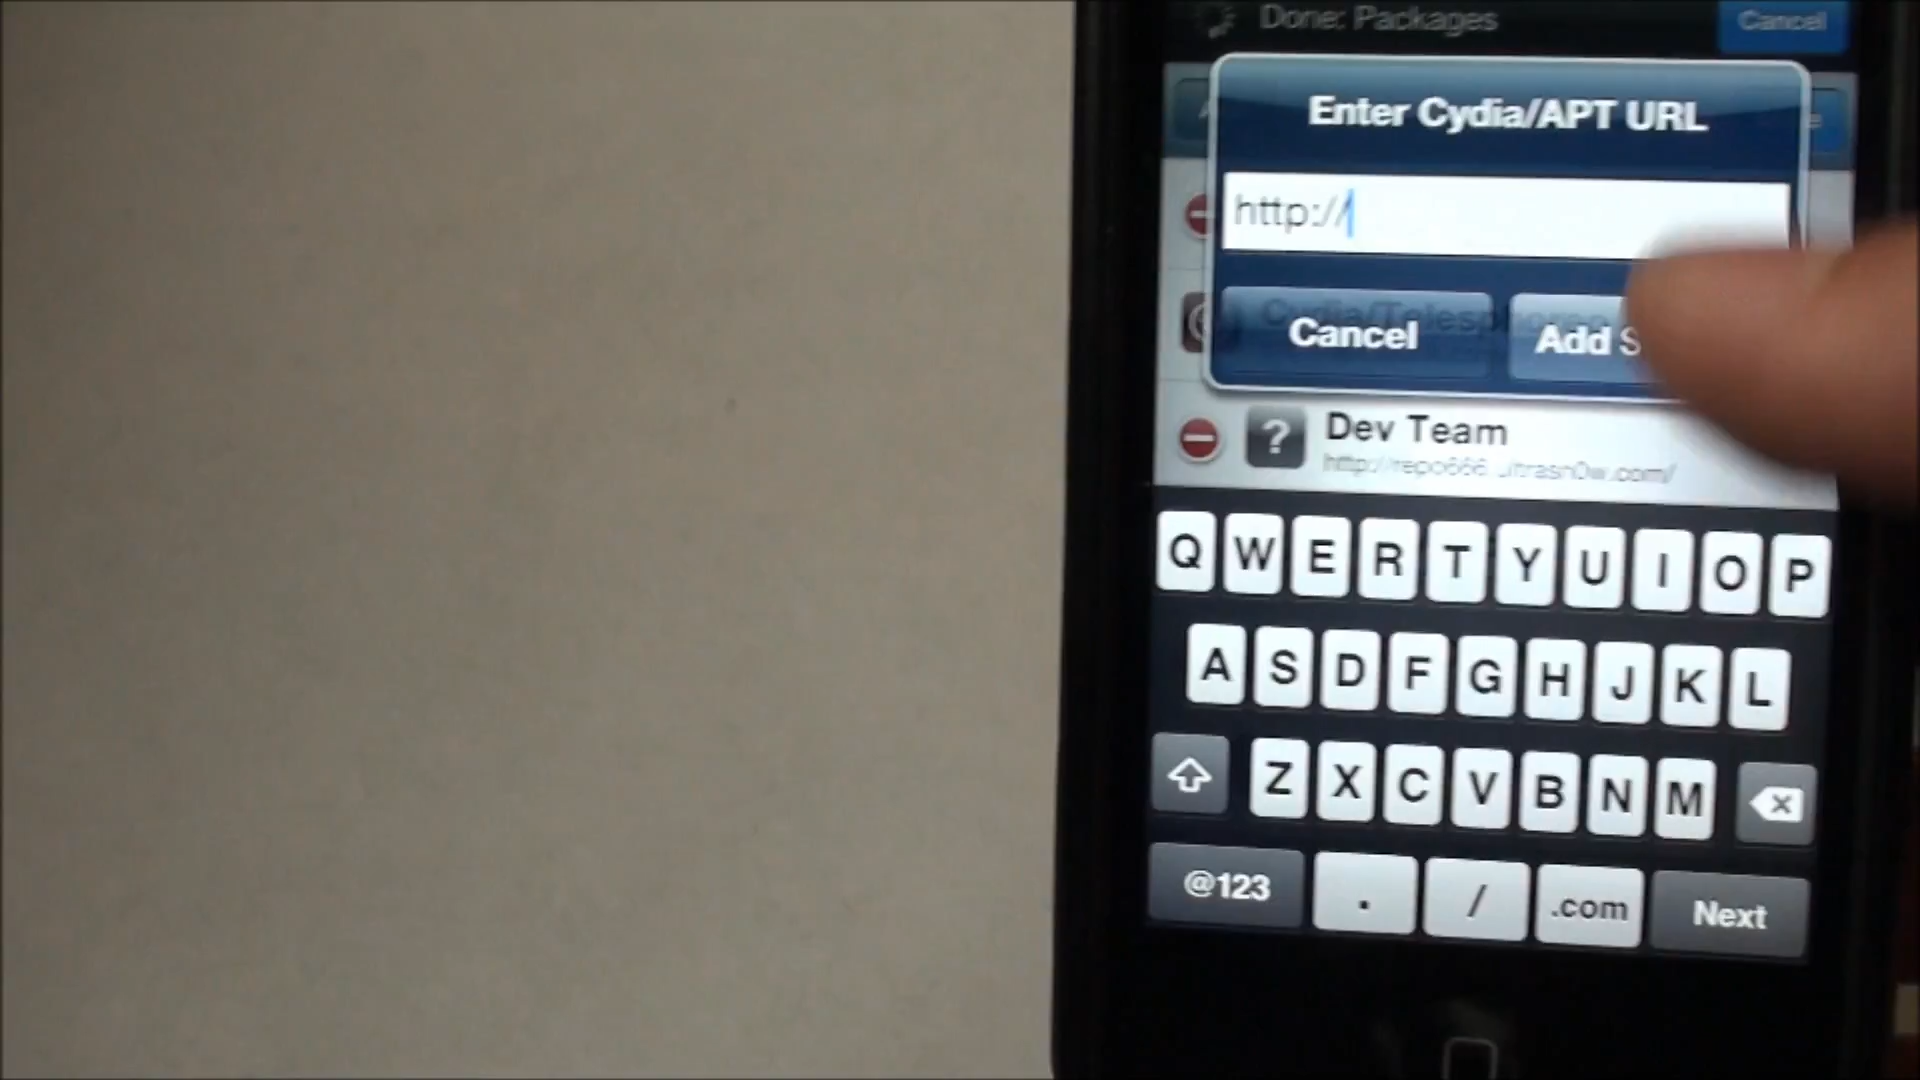 Done: Packages
Cancel
Enter Cydia/APT URL
http://
Cancel
Add S
Dev Team
http://repo666.ultrasn0w.com/
Q W E R T Y U I O P
A S D F G H J K L
Z X C V B N M
@123 . / .com Next